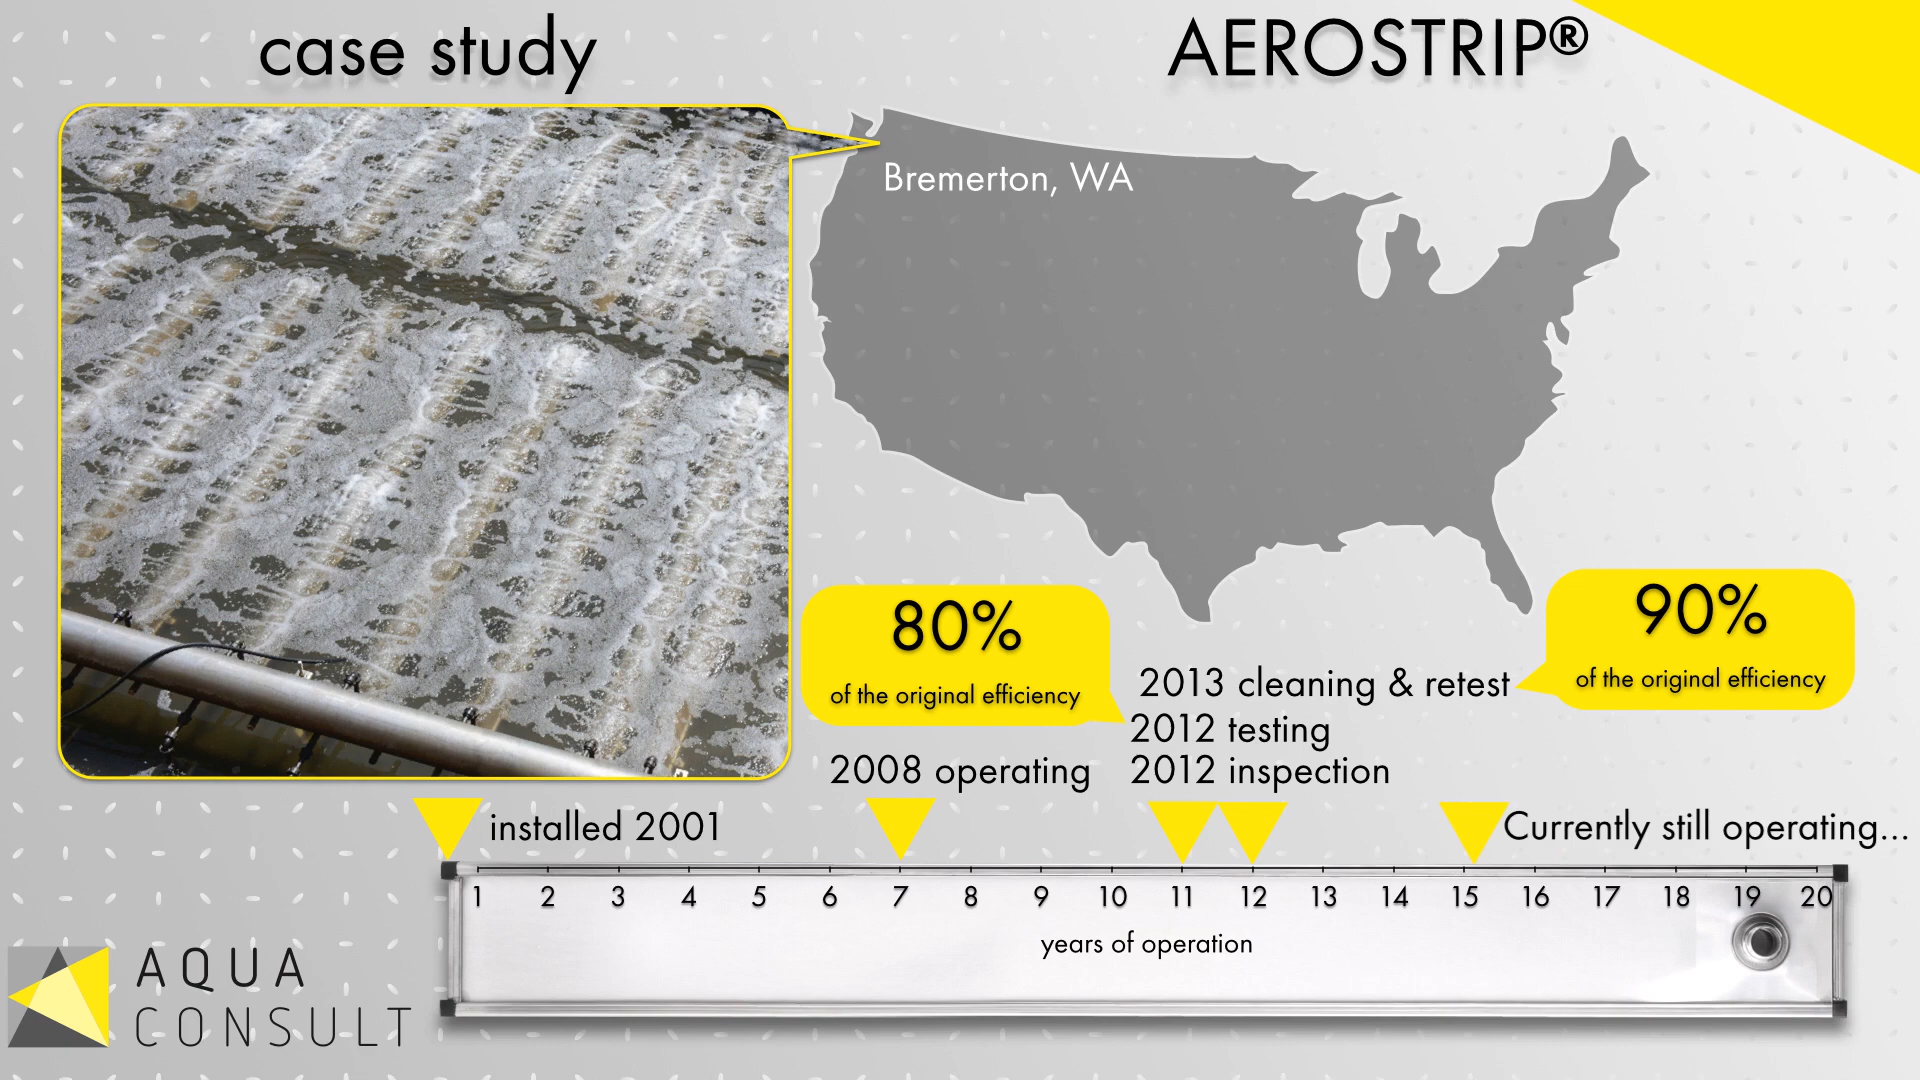 case study
AEROSTRIP®
Bremerton, WA
80%
of the original efficiency
90%
of the original efficiency
2013 cleaning & retest
2012 testing
2008 operating
2012 inspection
installed 2001
Currently still operating...
1 2 3 4 5 6 7 8 9 10 11 12 13 14 15 16 17 18 19 20
years of operation
AQUA
CONSULT